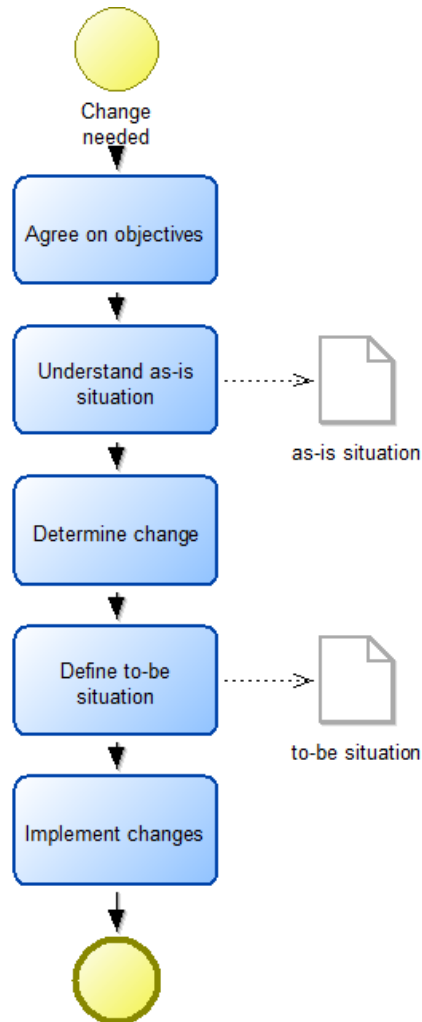 Change
needed
Agree on objectives
Understand as-is
situation
as-is situation
Determine change
Define to-be
situation
to-be situation
Implement changes